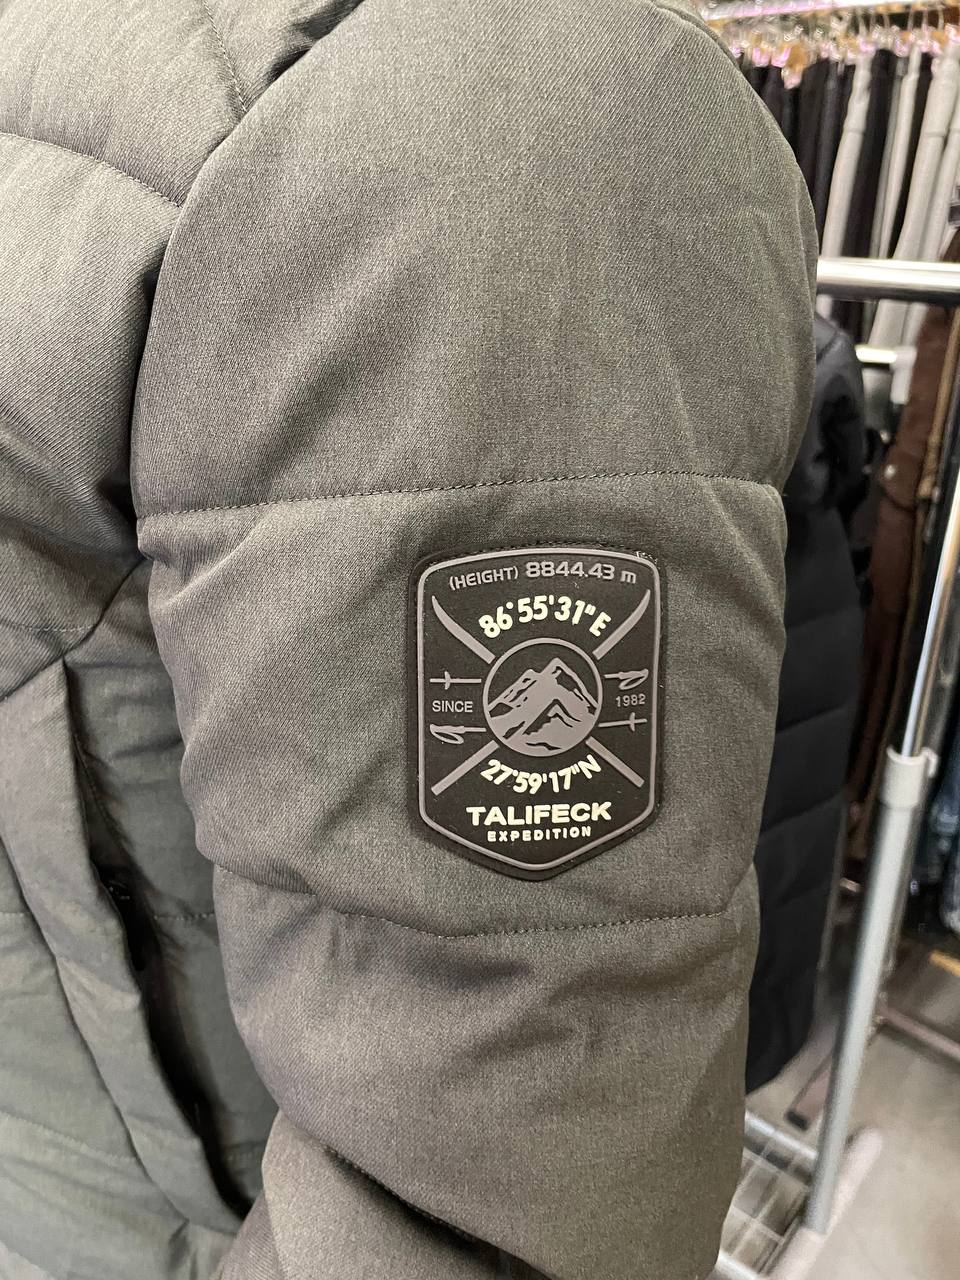 (HEIGHT) 8844.43 m
86°55'31"E
SINCE
1982
27°59'17"N
TALIFECK
EXPEDITION